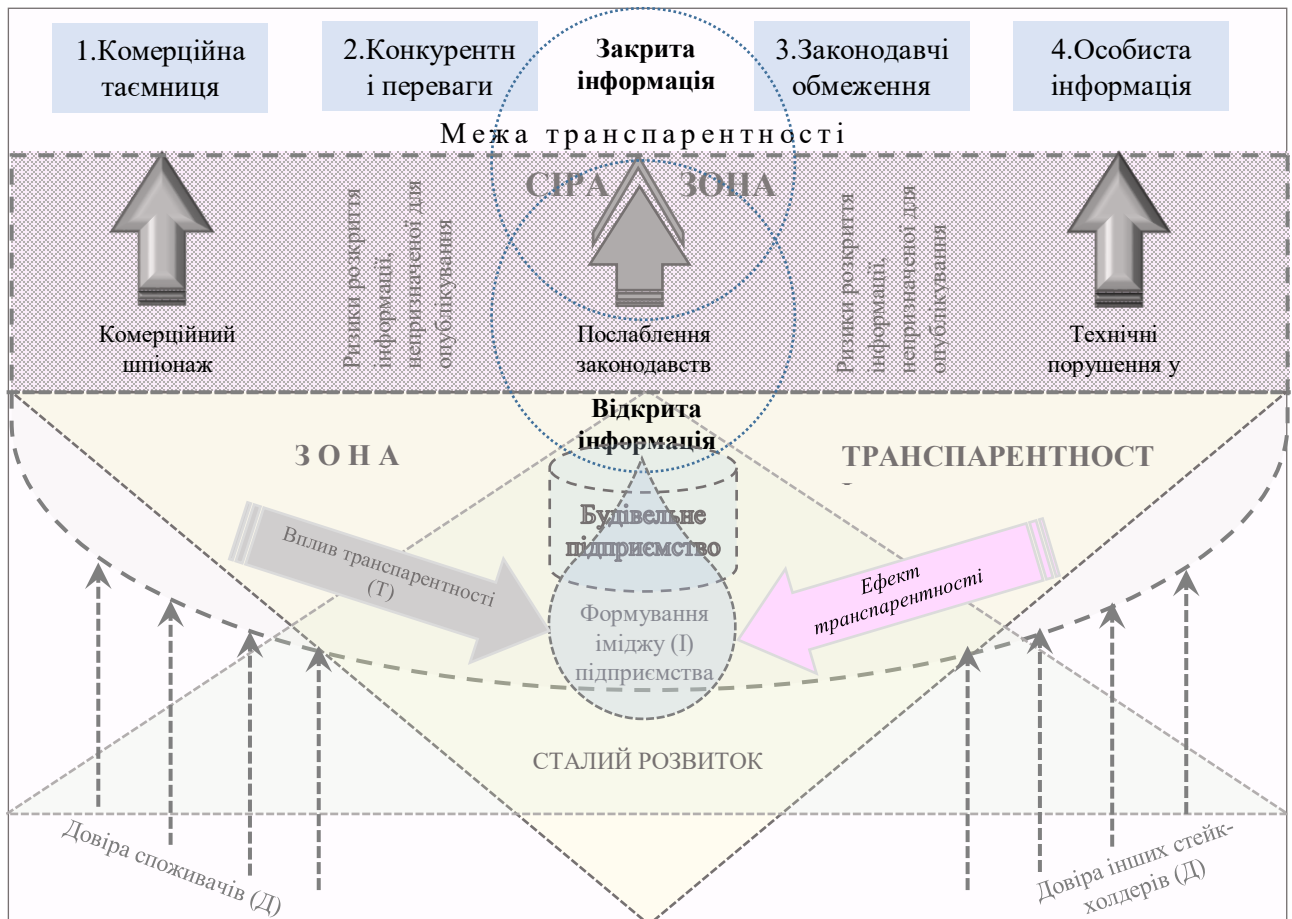 1.Комерційна
таємниця
2.Конкурентн
і переваги
Закрита
інформація
3.Законодавчі
обмеження
4.Особиста
інформація
Межа транспарентності
СІРА ЗОНА
Ризики розкриття
інформації,
непризначеної для
опублікування
Ризики розкриття
інформації,
непризначеної для
опублікування
Комерційний
шпіонаж
Послаблення
законодавств
Технічні
порушення у
Відкрита
інформація
ЗОНА
ТРАНСПАРЕНТНОСТ
Будівельне
підприємство
Вплив транспарентності
(Т)
Ефект
транспарентності
Формування
іміджу (І)
підприємства
СТАЛИЙ РОЗВИТОК
Довіра споживачів (Д)
Довіра інших стейк-
холдерів (Д)